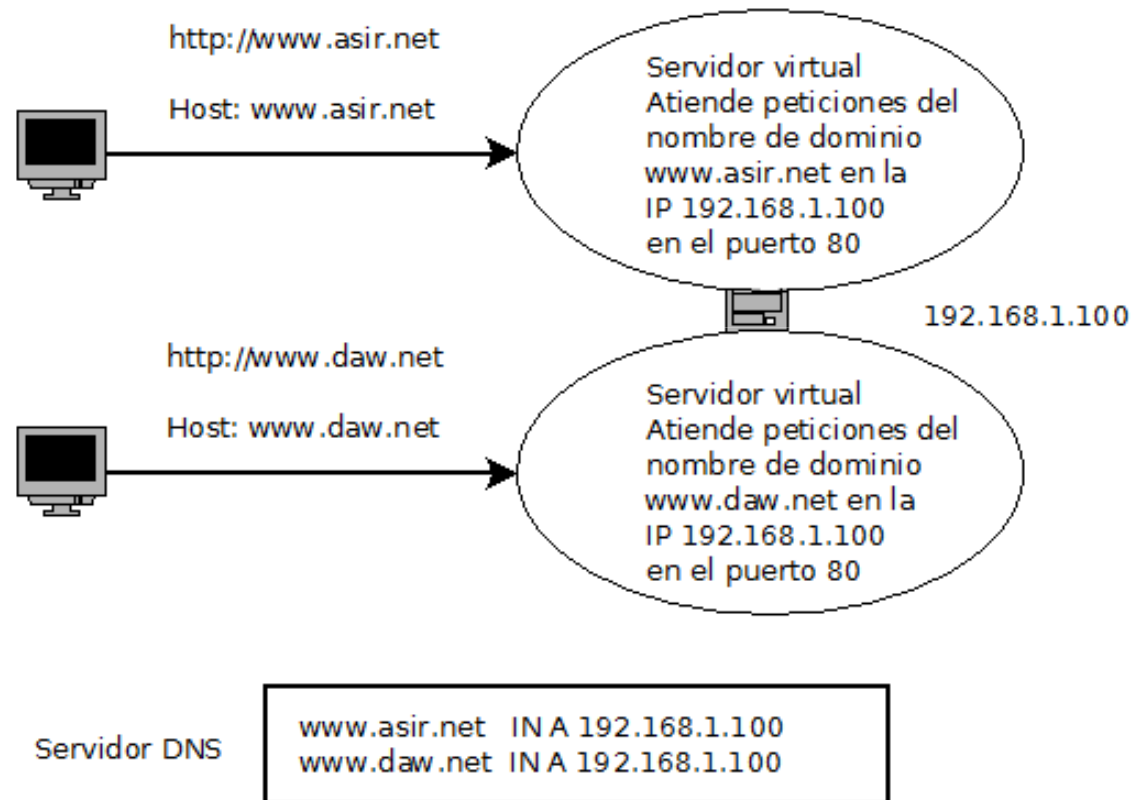 http://www.asir.net
Host: www.asir.net
Servidor virtual
Atiende peticiones del
nombre de dominio
www.asir.net en la
IP 192.168.1.100
en el puerto 80
192.168.1.100
http://www.daw.net
Host: www.daw.net
Servidor virtual
Atiende peticiones del
nombre de dominio
www.daw.net en la
IP 192.168.1.100
en el puerto 80
Servidor DNS
www.asir.net IN A 192.168.1.100
www.daw.net IN A 192.168.1.100